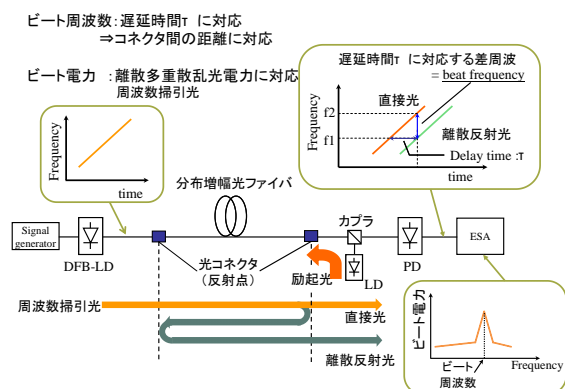 ビート周波数:遅延時間τ に対応
⇒コネクタ間の距離に対応
ビート電力 :離散多重散乱光電力に対応
周波数掃引光
Frequency
time
遅延時間τ に対応する差周波
= beat frequency
直接光
f2
f1
Frequency
離散反射光
Delay time :τ
time
分布増幅光ファイバ
カプラ
Signal
generator
DFB-LD
光コネクタ
(反射点)
励起光
LD
PD
ESA
周波数掃引光
直接光
離散反射光
ビート電力
ビート
周波数
Frequency